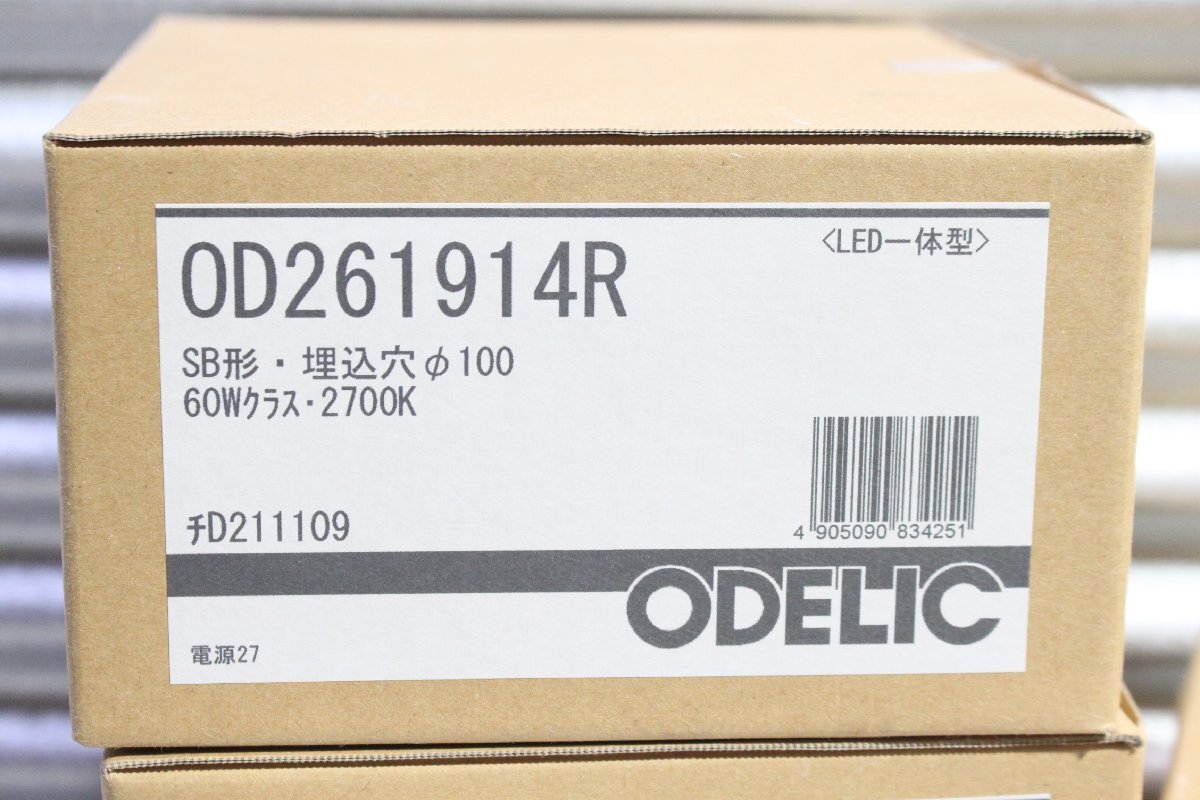 〈LED一体型〉
OD261914R
SB形・埋込穴φ100
60Wクラス・2700K
チD211109
4 905090 834251
ODELIC
電源27